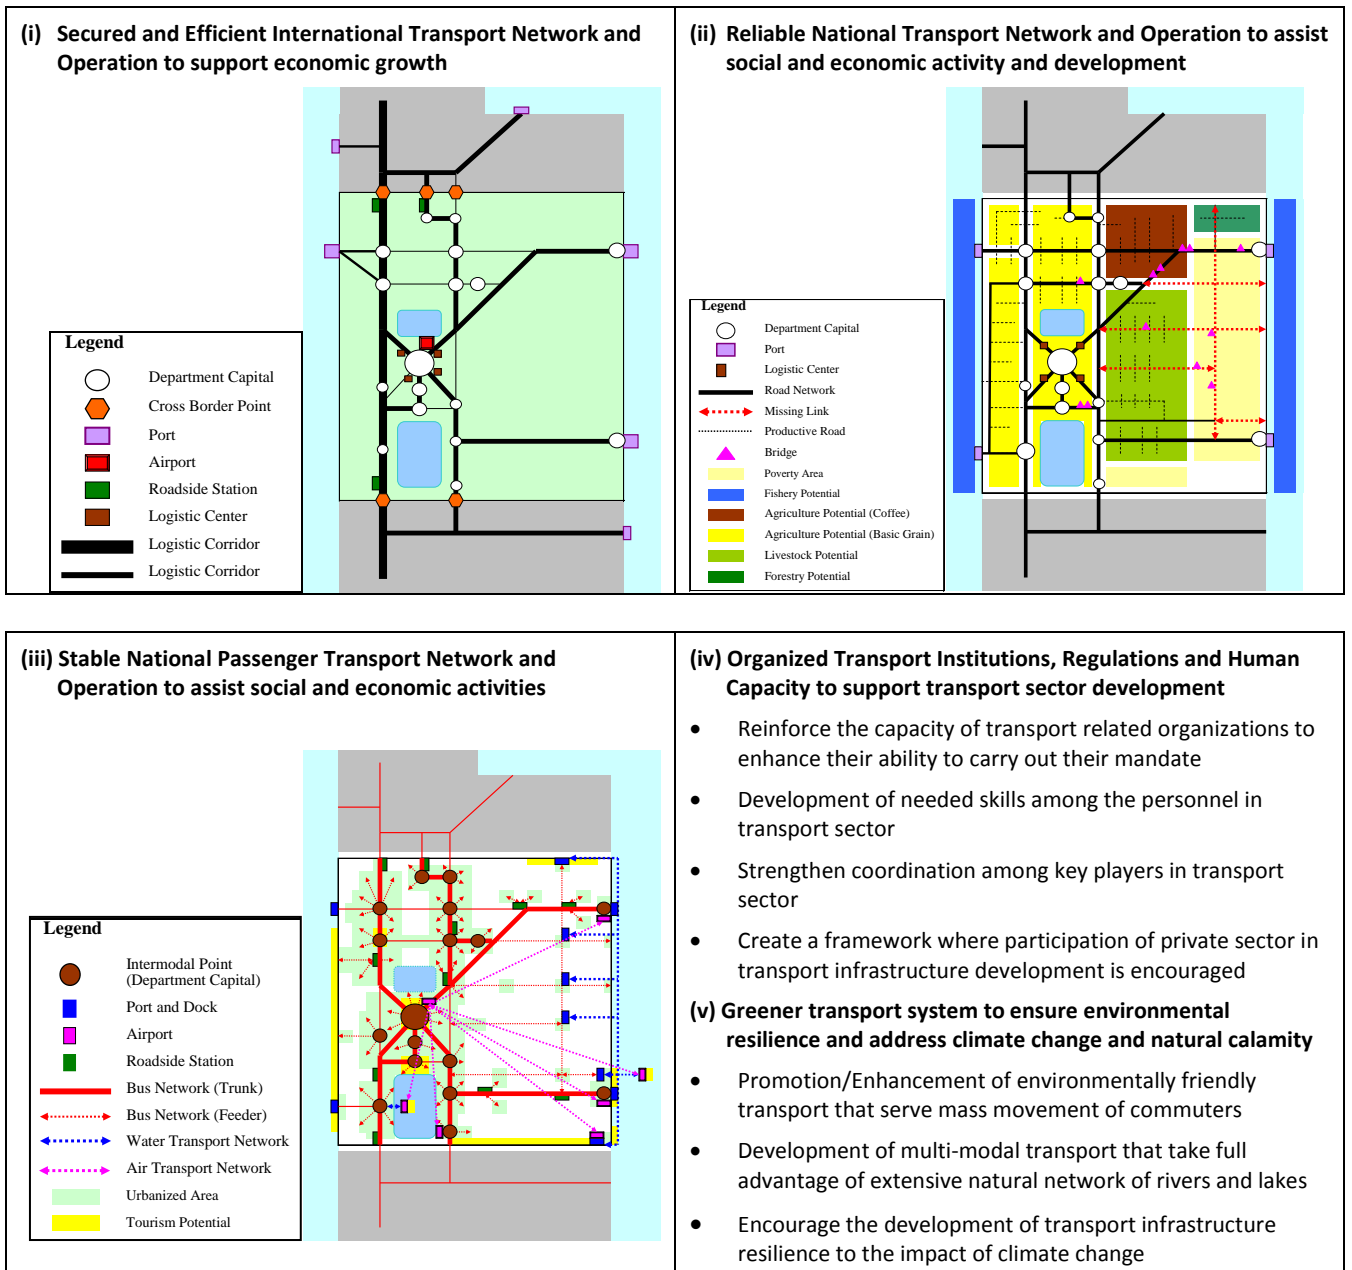 (i) Secured and Efficient International Transport Network and
Operation to support economic growth
Legend
Department Capital
Cross Border Point
Port
Airport
Roadside Station
Logistic Center
Logistic Corridor
Logistic Corridor
(ii) Reliable National Transport Network and Operation to assist
social and economic activity and development
Legend
Department Capital
Port
Logistic Center
Road Network
Missing Link
Productive Road
Bridge
Poverty Area
Fishery Potential
Agriculture Potential (Coffee)
Agriculture Potential (Basic Grain)
Livestock Potential
Forestry Potential
(iii) Stable National Passenger Transport Network and
Operation to assist social and economic activities
Legend
Intermodal Point
(Department Capital)
Port and Dock
Airport
Roadside Station
Bus Network (Trunk)
Bus Network (Feeder)
Water Transport Network
Air Transport Network
Urbanized Area
Tourism Potential
(iv) Organized Transport Institutions, Regulations and Human
Capacity to support transport sector development
• Reinforce the capacity of transport related organizations to
enhance their ability to carry out their mandate
• Development of needed skills among the personnel in
transport sector
• Strengthen coordination among key players in transport
sector
• Create a framework where participation of private sector in
transport infrastructure development is encouraged
(v) Greener transport system to ensure environmental
resilience and address climate change and natural calamity
• Promotion/Enhancement of environmentally friendly
transport that serve mass movement of commuters
• Development of multi-modal transport that take full
advantage of extensive natural network of rivers and lakes
• Encourage the development of transport infrastructure
resilience to the impact of climate change